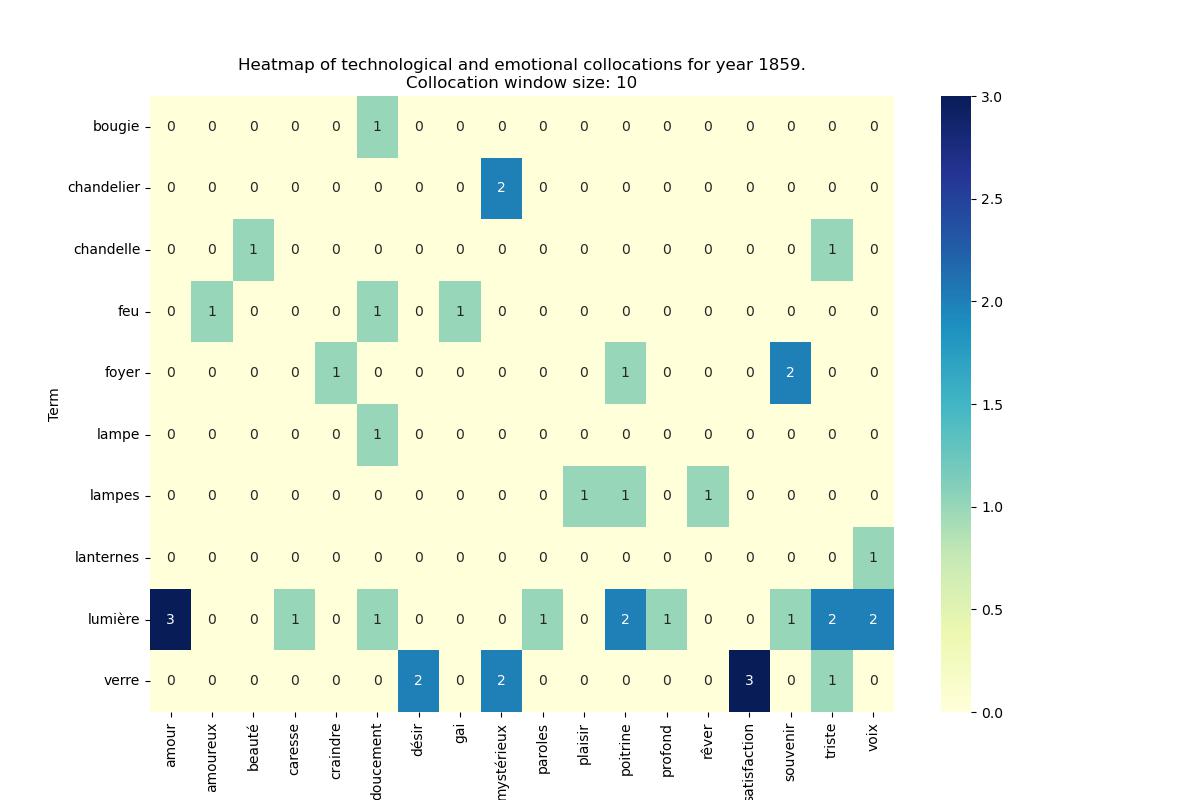 Heatmap of technological and emotional collocations for year 1859.
Collocation window size: 10
Term
bougie 0 0 0 0 0 1 0 0 0 0 0 0 0 0 0 0 0 0
chandelier 0 0 0 0 0 0 0 0 2 0 0 0 0 0 0 0 0 0
chandelle 0 0 1 0 0 0 0 0 0 0 0 0 0 0 0 0 1 0
feu 0 1 0 0 0 1 0 1 0 0 0 0 0 0 0 0 0 0
foyer 0 0 0 0 1 0 0 0 0 0 0 1 0 0 0 2 0 0
lampe 0 0 0 0 0 1 0 0 0 0 0 0 0 0 0 0 0 0
lampes 0 0 0 0 0 0 0 0 0 0 1 1 0 1 0 0 0 0
lanternes 0 0 0 0 0 0 0 0 0 0 0 0 0 0 0 0 0 1
lumière 3 0 0 1 0 1 0 0 0 1 0 2 1 0 0 1 2 2
verre 0 0 0 0 0 0 2 0 2 0 0 0 0 0 3 0 1 0
amour amoureux beauté caresse craindre doucement désir gai mystérieux paroles plaisir poitrine profond rêver satisfaction souvenir triste voix
3.0
2.5
2.0
1.5
1.0
0.5
0.0